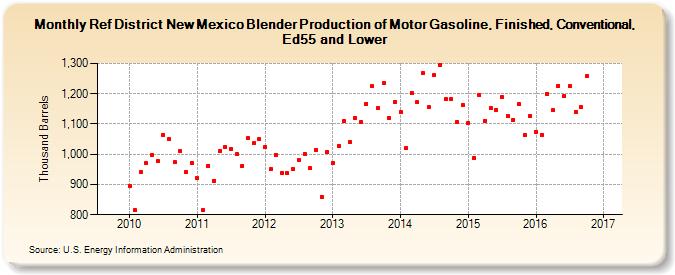 Monthly Ref District New Mexico Blender Production of Motor Gasoline, Finished, Conventional,
Ed55 and Lower
Thousand Barrels
1,300
1,200
1,100
1,000
900
800
2010 2011 2012 2013 2014 2015 2016 2017
Source: U.S. Energy Information Administration